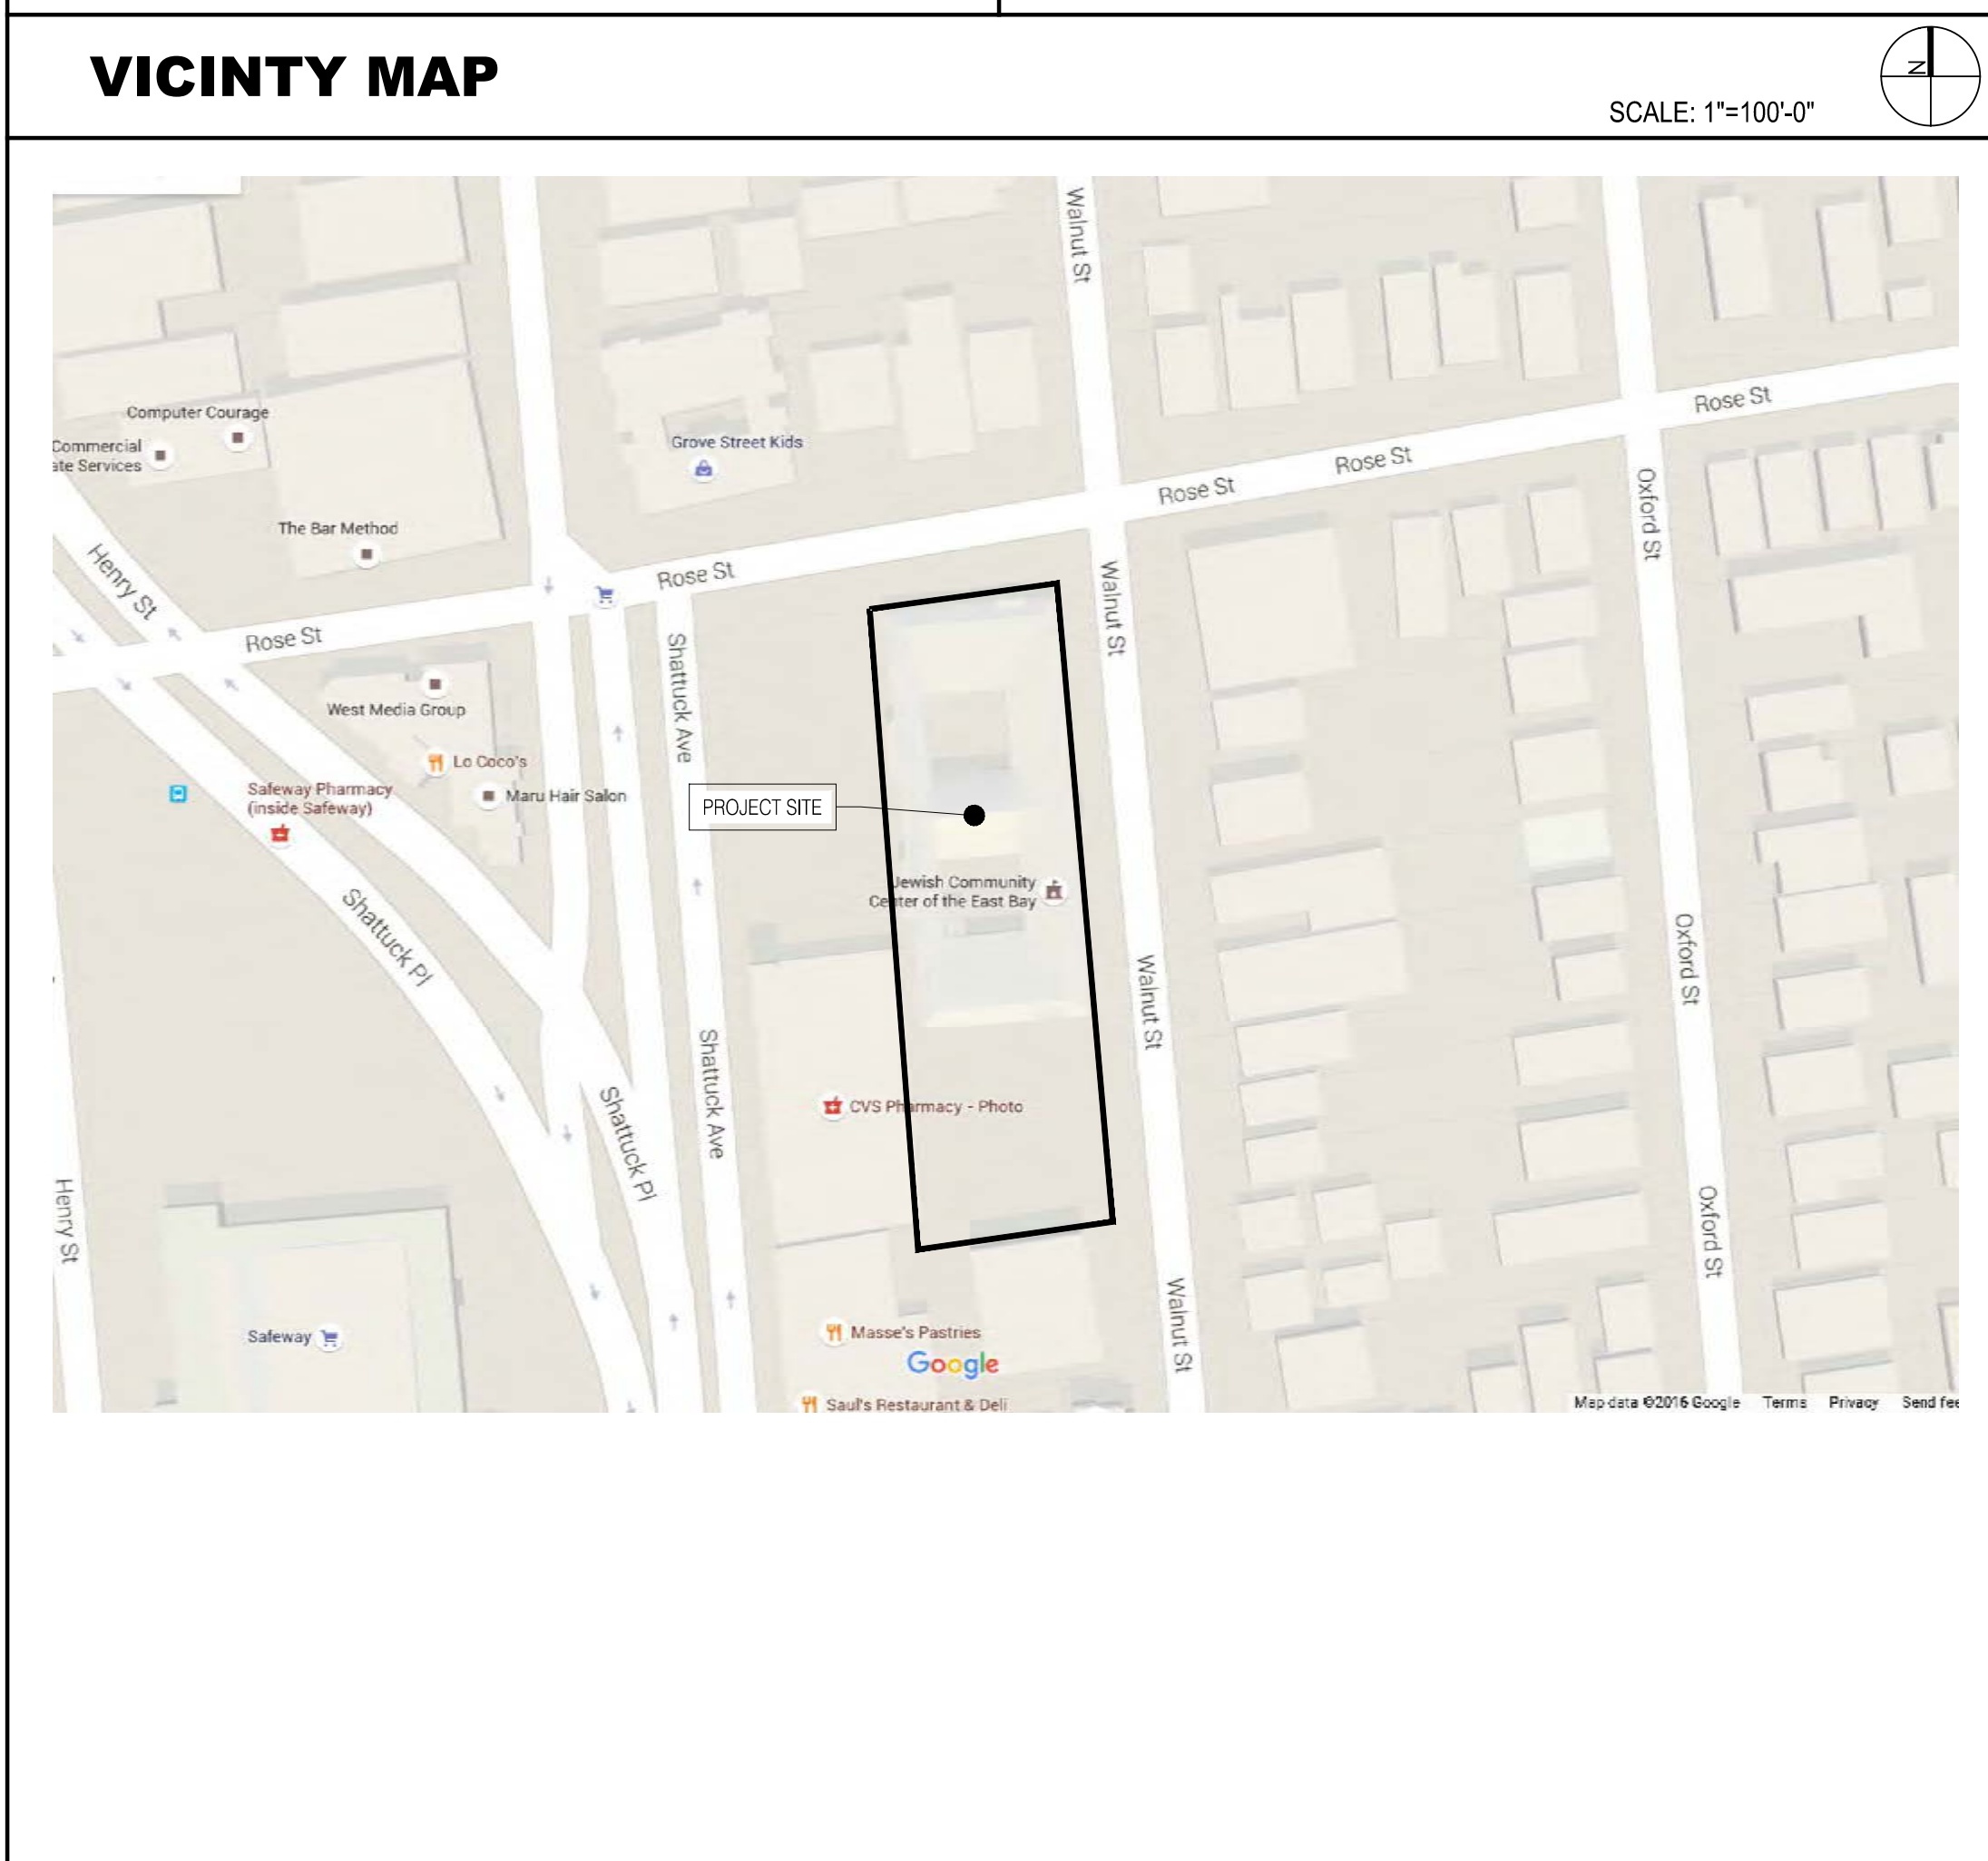 VICINTY MAP
SCALE: 1"=100'-0"
N
Walnut St
Rose St
Computer Courage
Commercial
ate Services
Grove Street Kids
Rose St
Rose St
Oxford St
The Bar Method
Henry St
Rose St
Walnut St
Rose St
Shattuck Ave
West Media Group
Lo Coco's
Safeway Pharmacy
(inside Safeway)
Maru Hair Salon
PROJECT SITE
Jewish Community
Center of the East Bay
Shattuck Pl
Oxford St
Walnut St
Shattuck Ave
CVS Pharmacy - Photo
Shattuck Pl
Henry St
Oxford St
Walnut St
Safeway
Masse's Pastries
Google
Saul's Restaurant & Deli
Map data ©2016 Google Terms Privacy Send fee